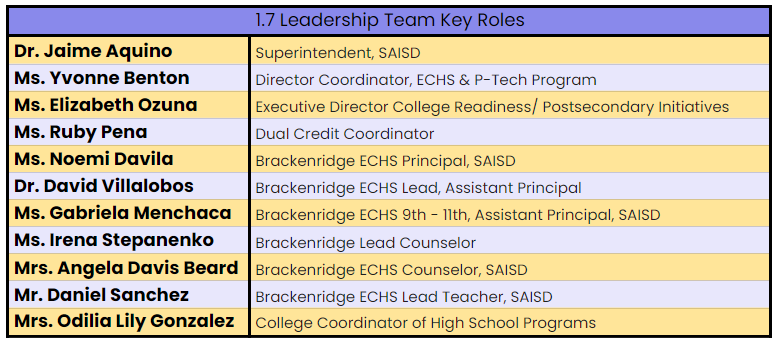 1.7 Leadership Team Key Roles
Dr. Jaime Aquino Superintendent, SAISD
Ms. Yvonne Benton Director Coordinator, ECHS & P-Tech Program
Ms. Elizabeth Ozuna Executive Director College Readiness/ Postsecondary Initiatives
Ms. Ruby Pena Dual Credit Coordinator
Ms. Noemi Davila Brackenridge ECHS Principal, SAISD
Dr. David Villalobos Brackenridge ECHS Lead, Assistant Principal
Ms. Gabriela Menchaca Brackenridge ECHS 9th - 11th, Assistant Principal, SAISD
Ms. Irena Stepanenko Brackenridge Lead Counselor
Mrs. Angela Davis Beard Brackenridge ECHS Counselor, SAISD
Mr. Daniel Sanchez Brackenridge ECHS Lead Teacher, SAISD
Mrs. Odilia Lily Gonzalez College Coordinator of High School Programs